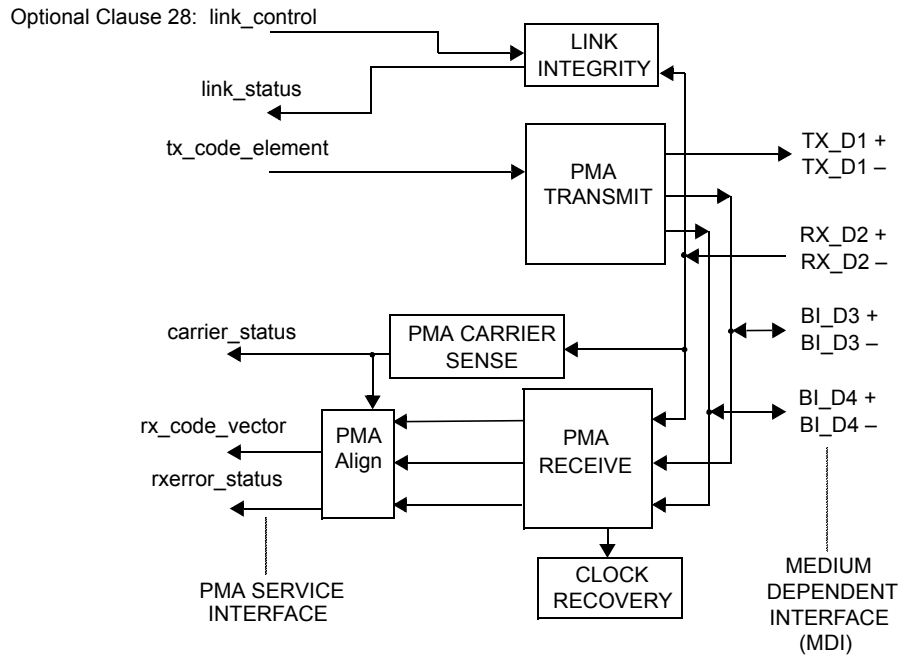 Optional Clause 28: link_control
LINK
INTEGRITY
link_status
tx_code_element
PMA
TRANSMIT
TX_D1 +
TX_D1 –
RX_D2 +
RX_D2 –
carrier_status
PMA CARRIER
SENSE
BI_D3 +
BI_D3 –
rx_code_vector
PMA
Align
PMA
RECEIVE
BI_D4 +
BI_D4 –
rxerror_status
CLOCK
RECOVERY
PMA SERVICE
INTERFACE
MEDIUM
DEPENDENT
INTERFACE
(MDI)